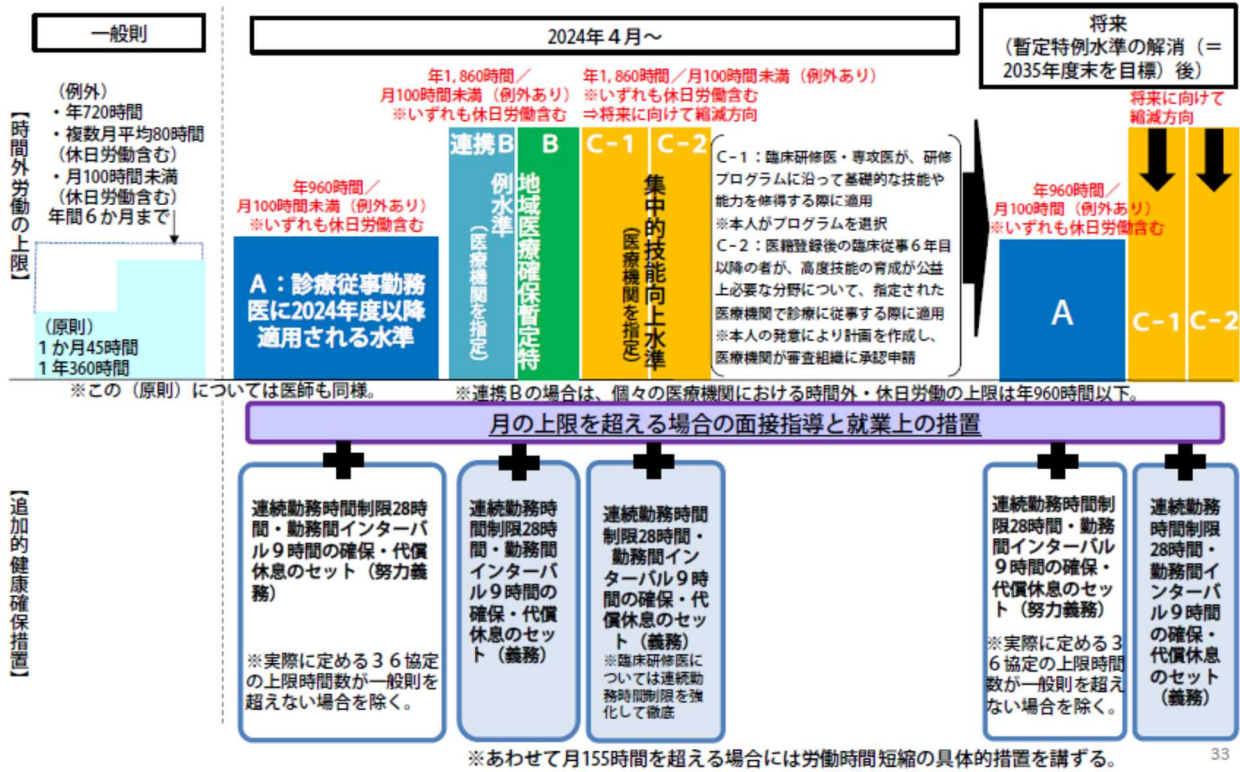 一般則
2024年４月～
将来
（暫定特例水準の解消（＝
2035年度末を目標）後）
【時間外労働の上限】
（例外）
・年720時間
・複数月平均80時間
（休日労働含む）
・月100時間未満
（休日労働含む）
年間６か月まで
（原則）
１か月45時間
１年360時間
年960時間／
月100時間未満（例外あり）
※いずれも休日労働含む
A：診療従事勤務
医に2024年度以降
適用される水準
年1,860時間／
月100時間未満（例外あり）
※いずれも休日労働含む
連携B
B
地域医療確保暫定特
例水準
（医療機関を指定）
年1,860時間／月100時間未満（例外あり）
※いずれも休日労働含む
⇒将来に向けて縮減方向
C－1
C－2
集中的技能向上水準
（医療機関を指定）
C－1：臨床研修医・専攻医が、研修
プログラムに沿って基礎的な技能や
能力を修得する際に適用
※本人がプログラムを選択
C－2：医籍登録後の臨床従事６年目
以降の者が、高度技能の育成が公益
上必要な分野について、指定された
医療機関で診療に従事する際に適用
※本人の発意により計画を作成し、
医療機関が審査組織に承認申請
年960時間／
月100時間（例外あり）
※いずれも休日労働含む
A
将来に向けて
縮減方向
C－1
C－2
※この（原則）については医師も同様。
※連携Bの場合は、個々の医療機関における時間外・休日労働の上限は年960時間以下。
月の上限を超える場合の面接指導と就業上の措置
【追加的健康確保措置】
連続勤務時間制限28時
間・勤務間インターバ
ル９時間の確保・代償
休息のセット（努力義
務）
※実際に定める３６協定
の上限時間数が一般則を
超えない場合を除く。
連続勤務時
間制限28時
間・勤務間
インターバ
ル９時間の
確保・代償
休息のセッ
ト（義務）
連続勤務時間
制限28時間・
勤務間イン
ターバル９時
間の確保・代
償休息のセッ
ト（義務）
※臨床研修医に
ついては連続勤
務時間制限を強
化して徹底
連続勤務時間制
限28時間・勤務
間インターバル
９時間の確保・
代償休息のセッ
ト（努力義務）
※実際に定める３
６協定の上限時間
数が一般則を超え
ない場合を除く。
連続勤務
時間制限
28時間・
勤務間イ
ンターバ
ル９時間
の確保・
代償休息
のセット
（義務）
※あわせて月155時間を超える場合には労働時間短縮の具体的措置を講ずる。
33